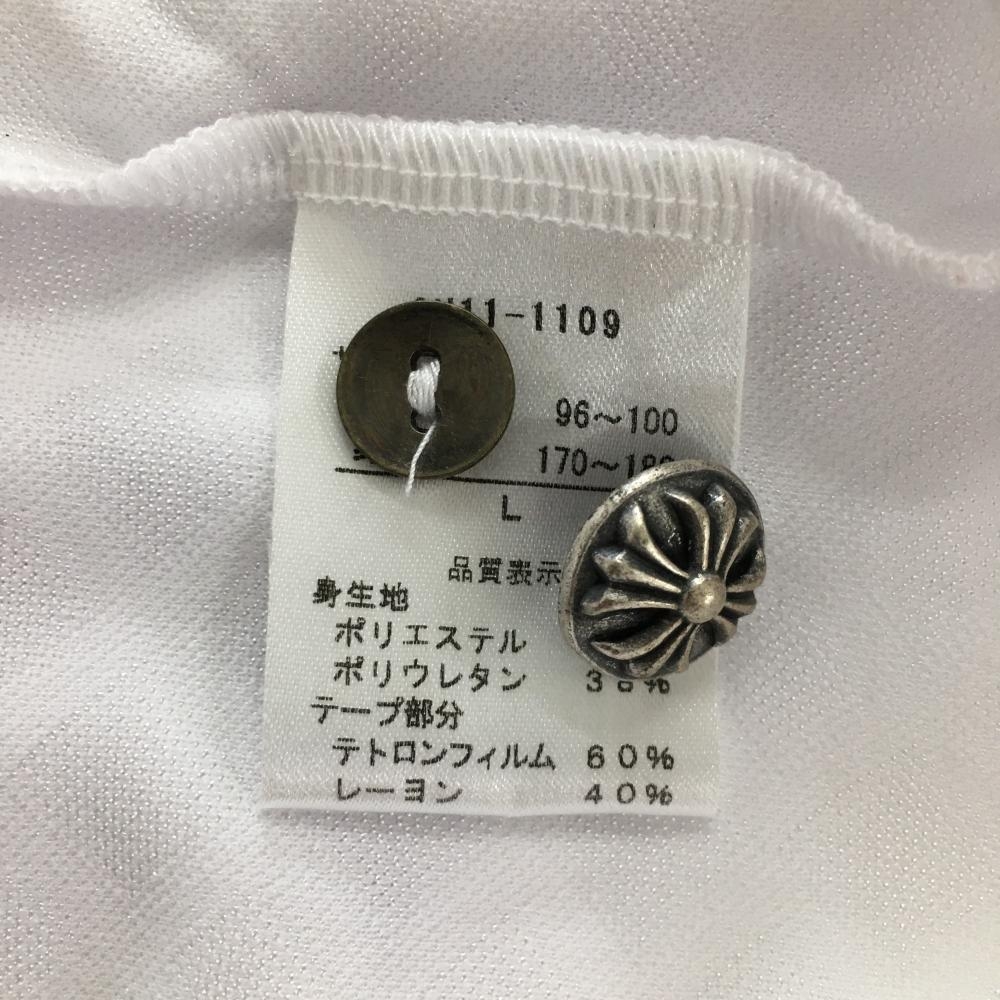 11-1109
96～100
170～18
L
品質表示
身生地
ポリエステル
ポリウレタン
テープ部分
テトロンフィルム 60%
レーヨン 40%